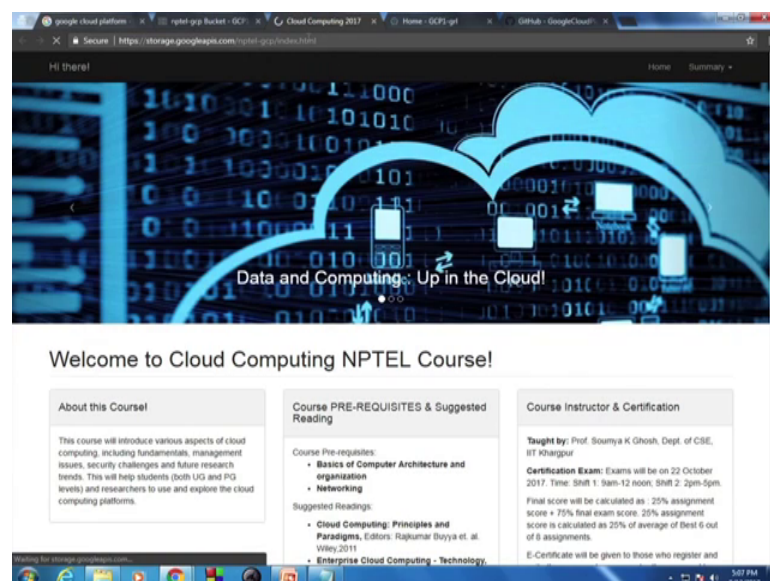 google cloud platform
nptel-gcp Bucket - GCP
Cloud Computing 2017
Home - GCP1-grl
GitHub - GoogleCloudP
Secure | https://storage.googleapis.com/nptel-gcp/index.html
Hi there!
Home Summary
Data and Computing : Up in the Cloud!
Welcome to Cloud Computing NPTEL Course!
About this Course!
This course will introduce various aspects of cloud
computing, including fundamentals, management
issues, security challenges and future research
trends. This will help students (both UG and PG
levels) and researchers to use and explore the cloud
computing platforms.
Course PRE-REQUISITES & Suggested
Reading
Course Pre-requisites:
• Basics of Computer Architecture and
organization
• Networking
Suggested Readings:
• Cloud Computing: Principles and
Paradigms, Editors: Rajkumar Buyya et. al.
Wiley,2011
• Enterprise Cloud Computing - Technology,
Course Instructor & Certification
Taught by: Prof. Soumya K Ghosh, Dept. of CSE,
IIT Khargpur
Certification Exam: Exams will be on 22 October
2017. Time: Shift 1: 9am-12 noon; Shift 2: 2pm-5pm.
Final score will be calculated as : 25% assignment
score + 75% final exam score. 25% assignment
score is calculated as 25% of average of Best 6 out
of 8 assignments.
E-Certificate will be given to those who register and
Waiting for storage.googleapis.com...
5:07 PM